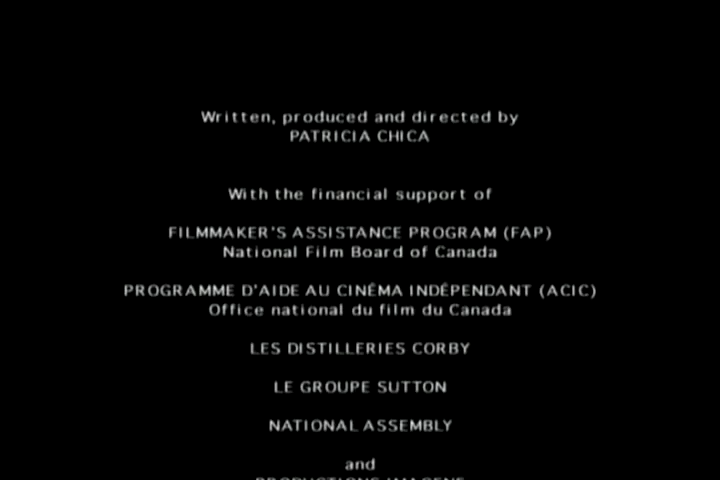 Written, produced and directed by
PATRICIA CHICA
With the financial support of
FILMMAKER'S ASSISTANCE PROGRAM (FAP)
National Film Board of Canada
PROGRAMME D'AIDE AU CINÉMA INDÉPENDANT (ACIC)
Office national du film du Canada
LES DISTILLERIES CORBY
LE GROUPE SUTTON
NATIONAL ASSEMBLY
and